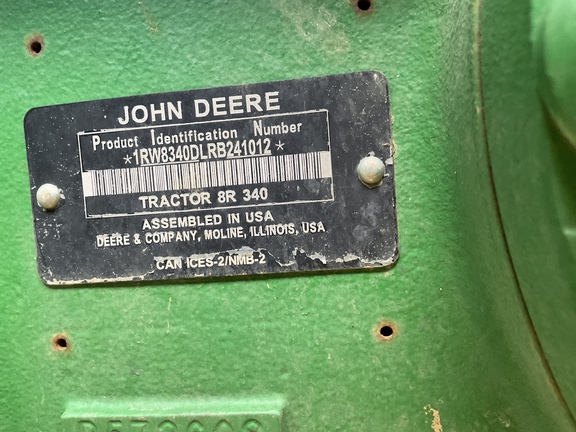 JOHN DEERE
Product Identification Number
*1RW8340DLRB241012*
TRACTOR 8R 340
ASSEMBLED IN USA
DEERE & COMPANY, MOLINE, ILLINOIS, USA
CAN ICES-2/NMB-2